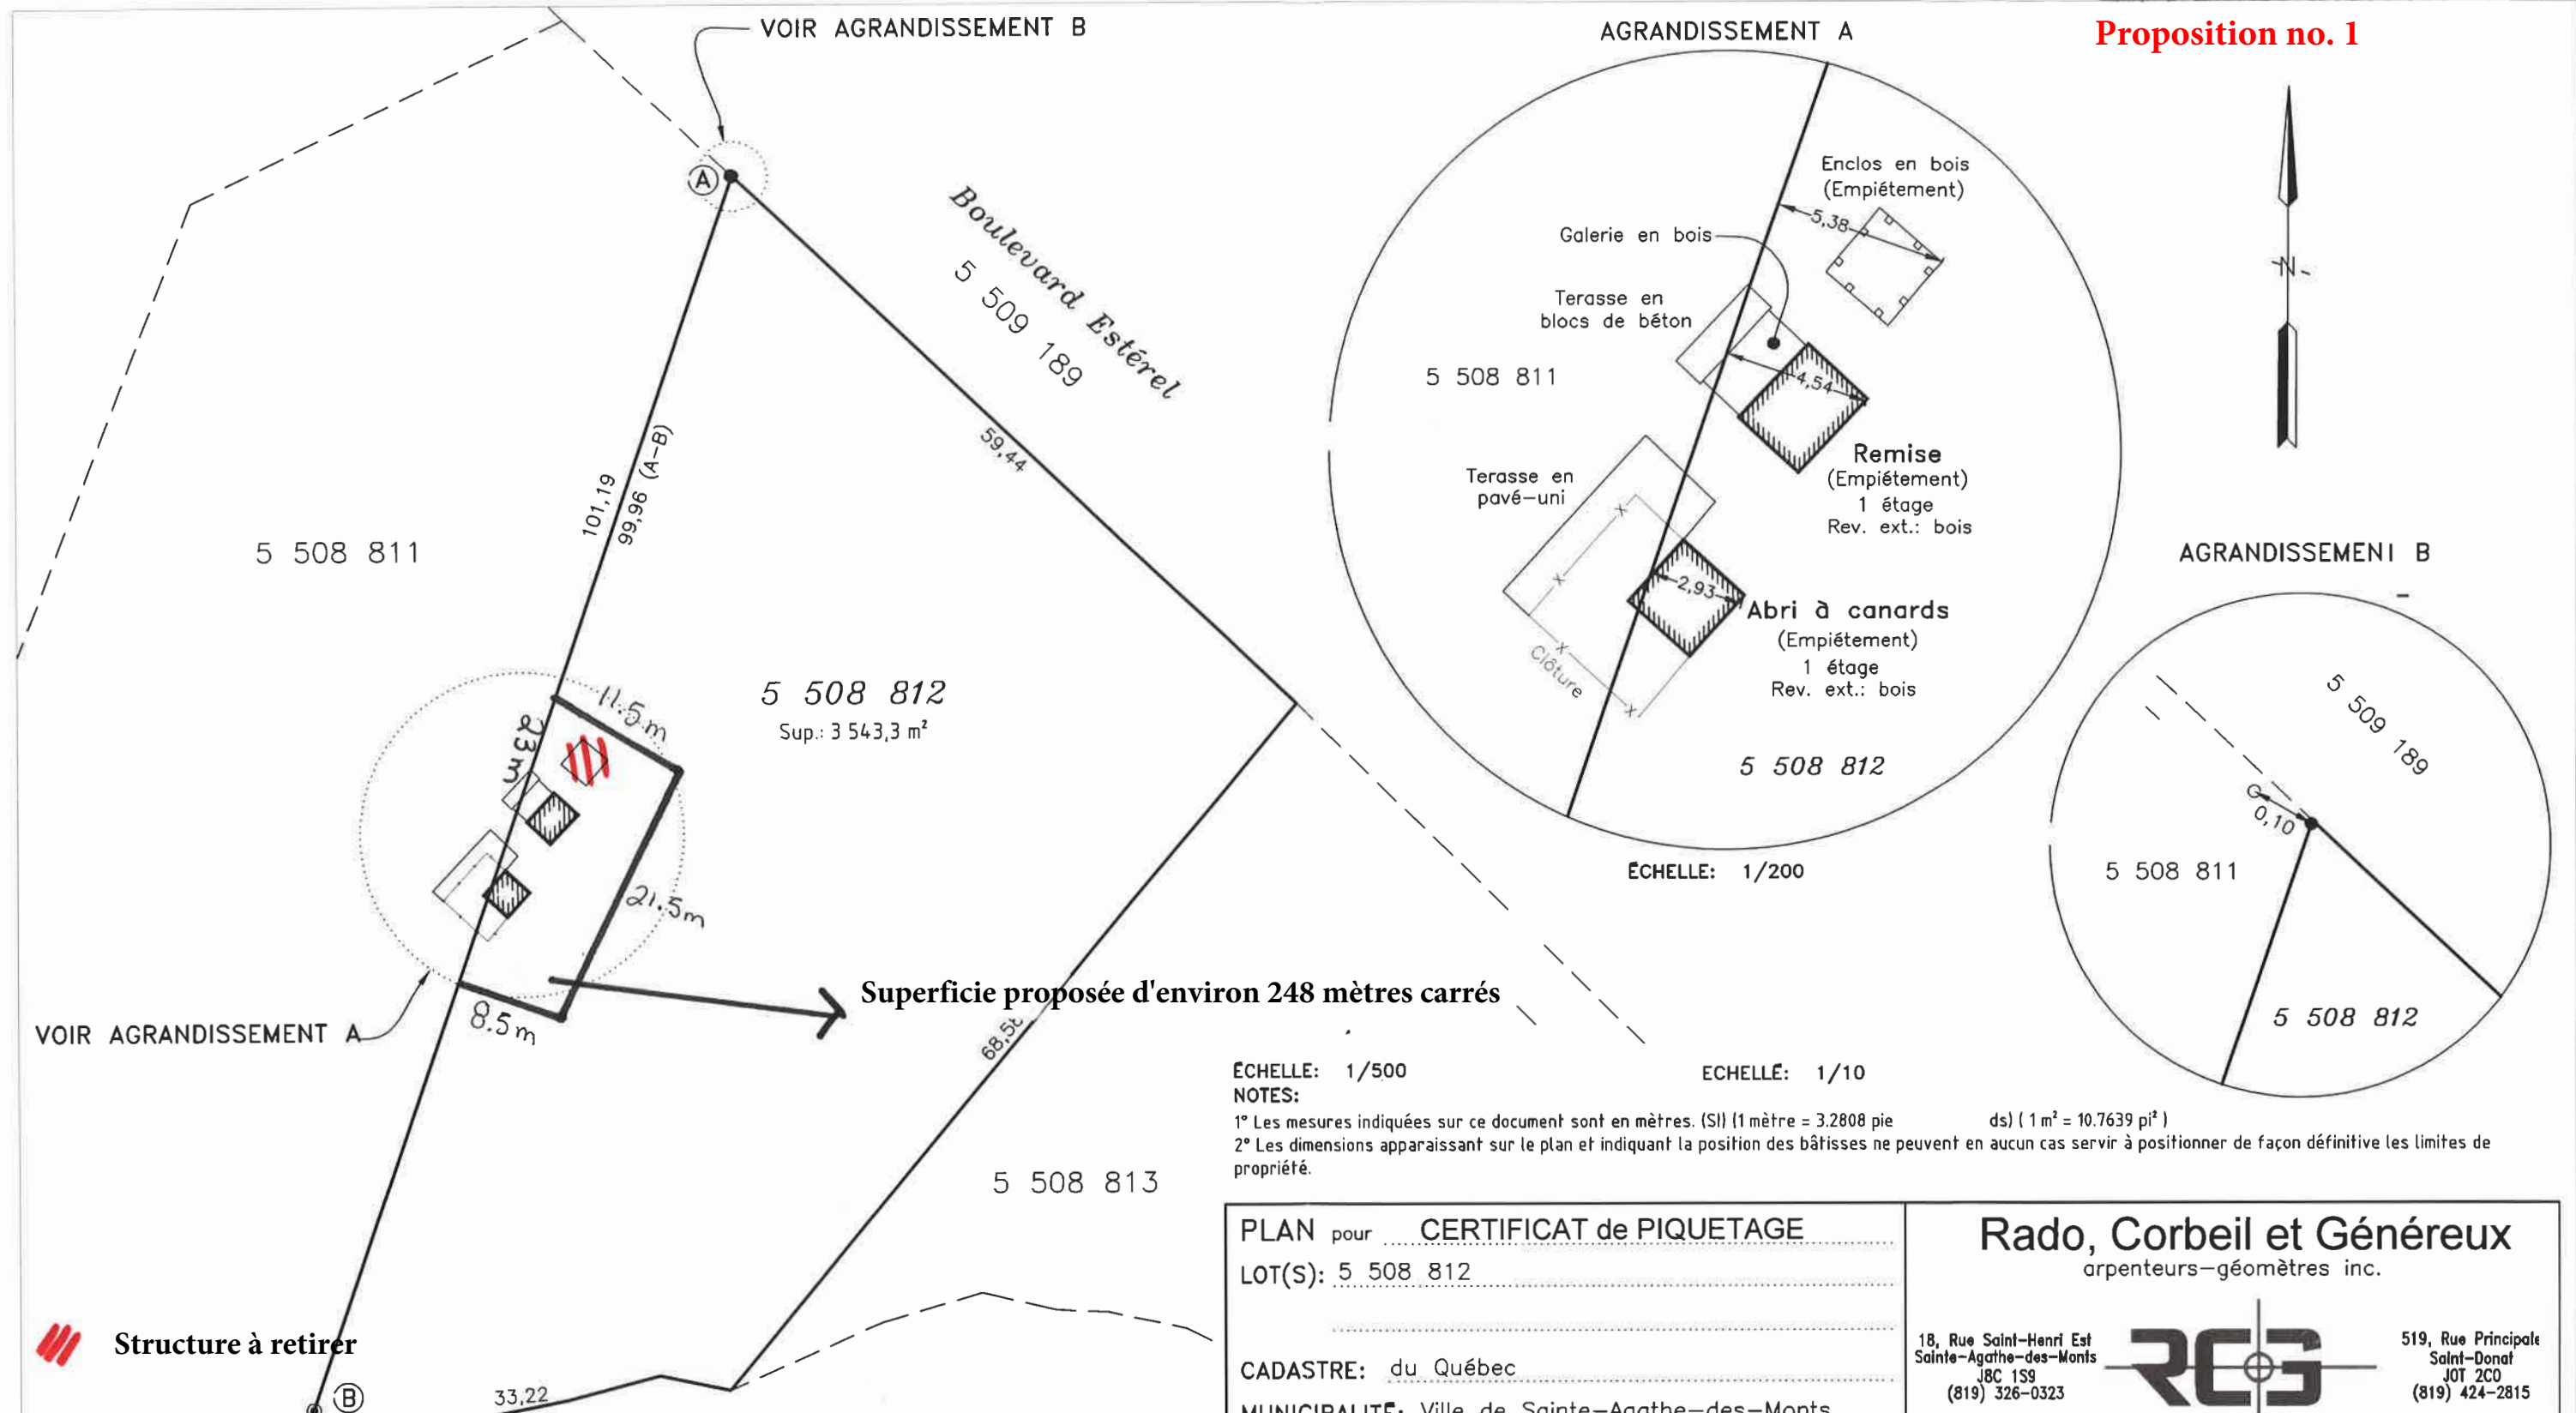 VOIR AGRANDISSEMENT B
AGRANDISSEMENT A
Proposition no. 1
A
Boulevard Estérel
5 509 189
59,44
101,19
99,96 (A-B)
5 508 811
5 508 812
Sup.: 3 543,3 m²
11.5 m
23 m
21.5m
8.5 m
VOIR AGRANDISSEMENT A
Superficie proposée d'environ 248 mètres carrés
5 508 813
Structure à retirer
B
33,22
Enclos en bois
(Empiétement)
5,38
Galerie en bois
Terasse en
blocs de béton
5 508 811
4,54
Remise
(Empiétement)
1 étage
Rev. ext.: bois
Terasse en
pavé-uni
2,93
Abri à canards
(Empiétement)
1 étage
Rev. ext.: bois
Clôture
5 508 812
ÉCHELLE: 1/200
N
AGRANDISSEMENT B
5 509 189
0,10
5 508 811
5 508 812
ÉCHELLE: 1/500
ECHELLE: 1/10
NOTES:
1° Les mesures indiquées sur ce document sont en mètres. (SI) (1 mètre = 3.2808 pie ds) ( 1 m² = 10.7639 pi² )
2° Les dimensions apparaissant sur le plan et indiquant la position des bâtisses ne peuvent en aucun cas servir à positionner de façon définitive les limites de
propriété.
PLAN pour CERTIFICAT de PIQUETAGE
LOT(S): 5 508 812
CADASTRE: du Québec
MUNICIPALITÉ: Ville de Sainte-Agathe-des-Monts
Rado, Corbeil et Généreux
arpenteurs-géomètres inc.
18, Rue Saint-Henri Est
Sainte-Agathe-des-Monts
J8C 1S9
(819) 326-0323
RCG
519, Rue Principale
Saint-Donat
J0T 2C0
(819) 424-2815